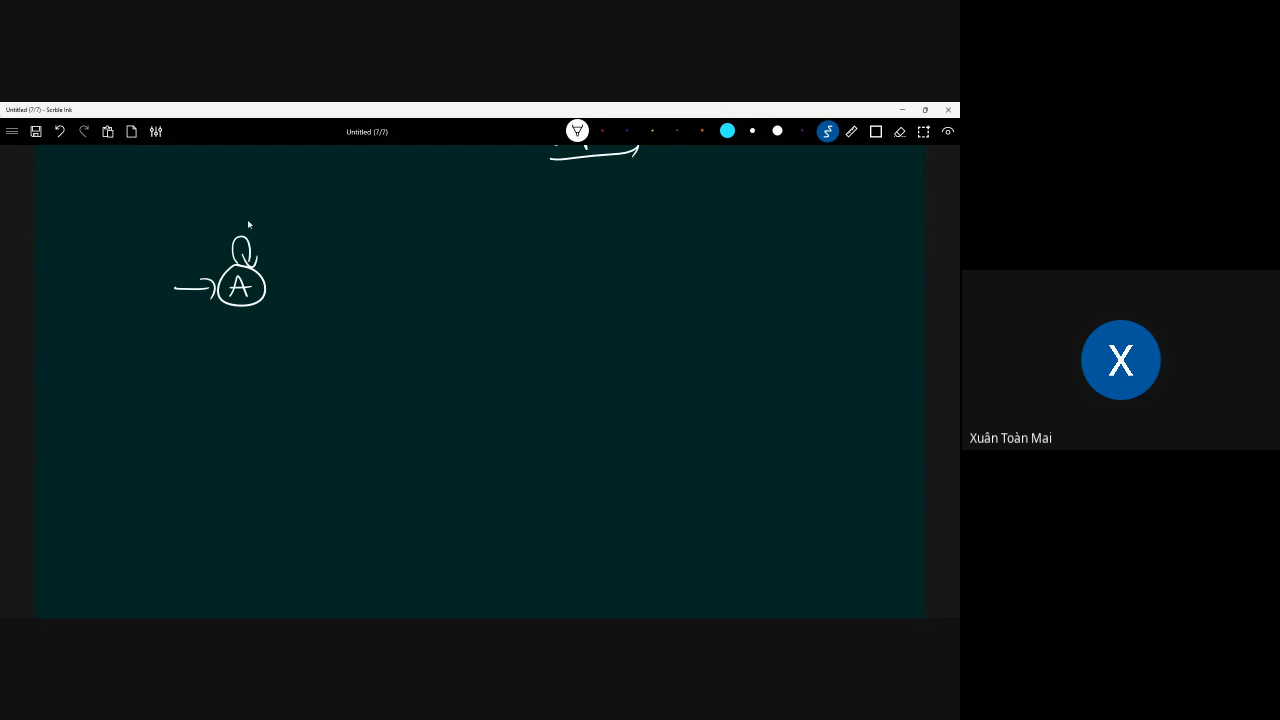 Untitled (7/7) - Scrble Ink
Untitled (7/7)
A
X
Xuân Toàn Mai